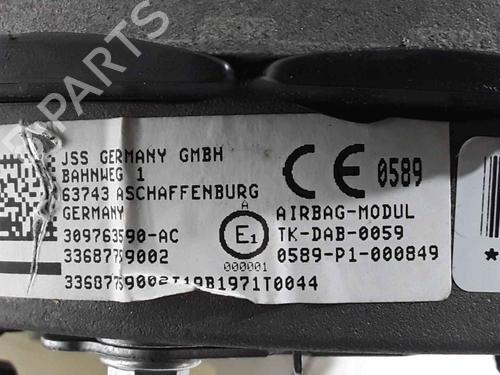 B-PARTS
JSS GERMANY GMBH
BAHNWEG 1
63743 ASCHAFFENBURG
GERMANY
309763590-AC
33687759002
33687759002T19B1971T0044
A
E1
000001
CE 0589
AIRBAG-MODUL
TK-DAB-0059
0589-P1-000849
*